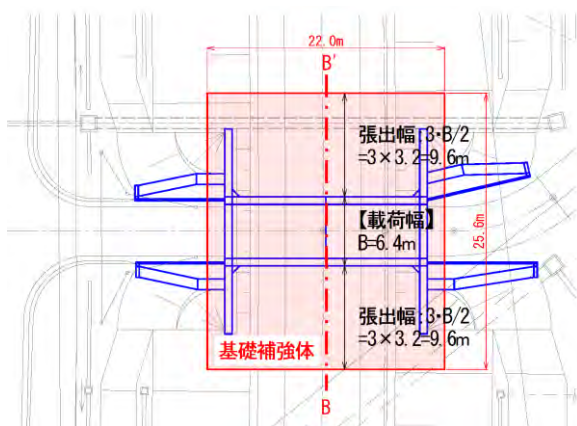 22.0m
B'
張出幅:3・B/2
=3×3.2=9.6m
【載荷幅】
B=6.4m
25.6m
張出幅:3・B/2
=3×3.2=9.6m
基礎補強体
B